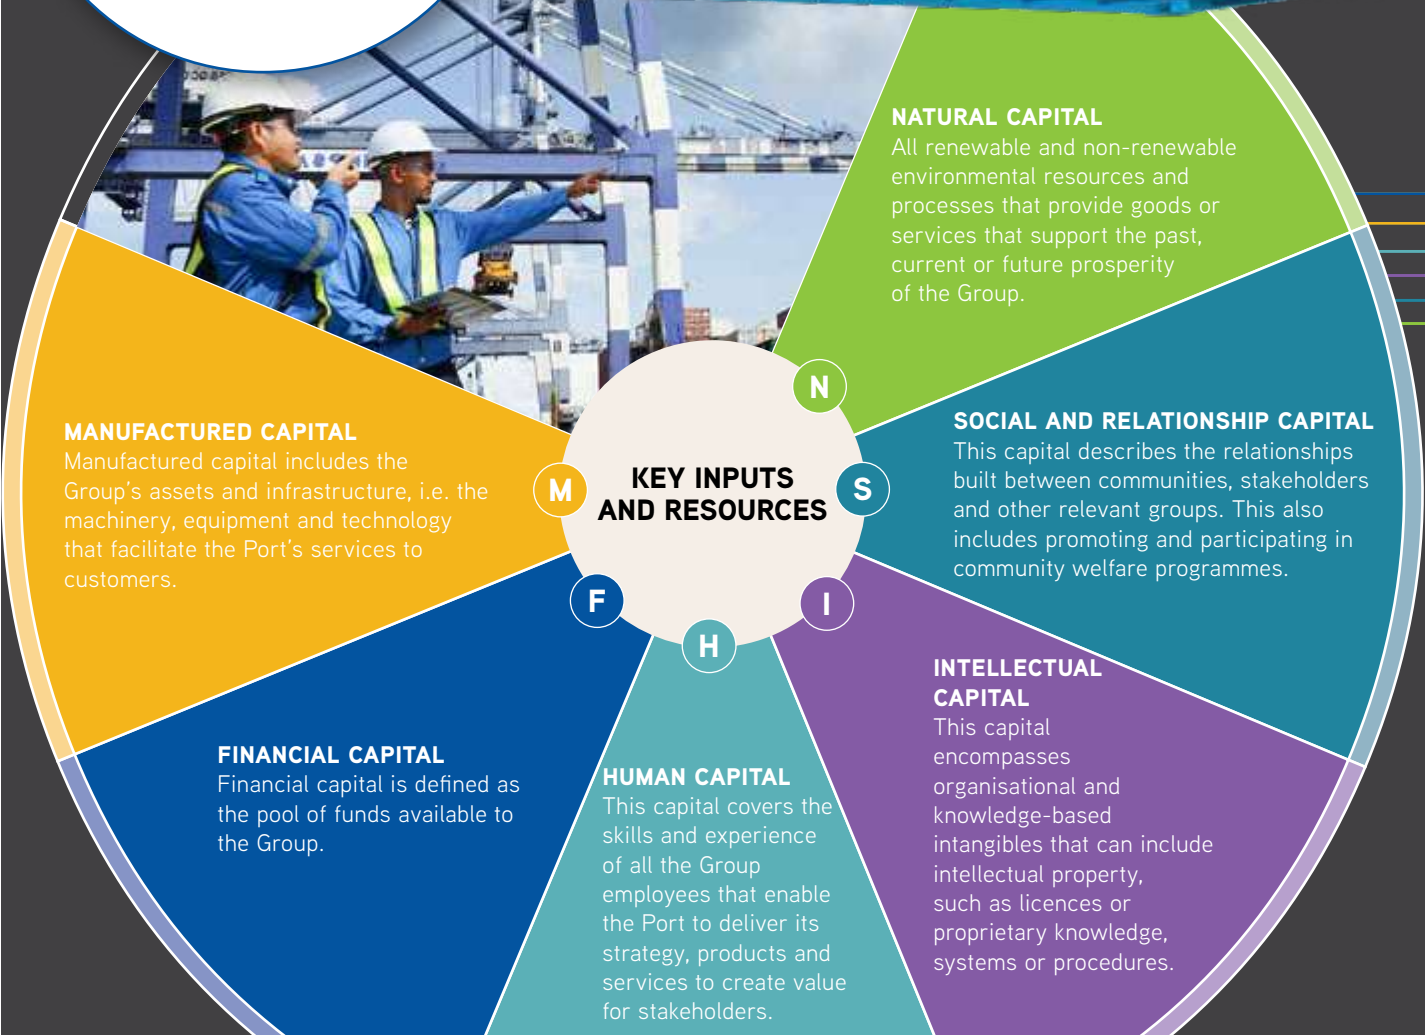 NATURAL CAPITAL
All renewable and non-renewable
environmental resources and
processes that provide goods or
services that support the past,
current or future prosperity
of the Group.
N
SOCIAL AND RELATIONSHIP CAPITAL
This capital describes the relationships
built between communities, stakeholders
and other relevant groups. This also
includes promoting and participating in
community welfare programmes.
S
MANUFACTURED CAPITAL
Manufactured capital includes the
Group's assets and infrastructure, i.e. the
machinery, equipment and technology
that facilitate the Port's services to
customers.
M
KEY INPUTS
AND RESOURCES
F
H
I
INTELLECTUAL
CAPITAL
This capital
encompasses
organisational and
knowledge-based
intangibles that can include
intellectual property,
such as licences or
proprietary knowledge,
systems or procedures.
FINANCIAL CAPITAL
Financial capital is defined as
the pool of funds available to
the Group.
HUMAN CAPITAL
This capital covers the
skills and experience
of all the Group
employees that enable
the Port to deliver its
strategy, products and
services to create value
for stakeholders.